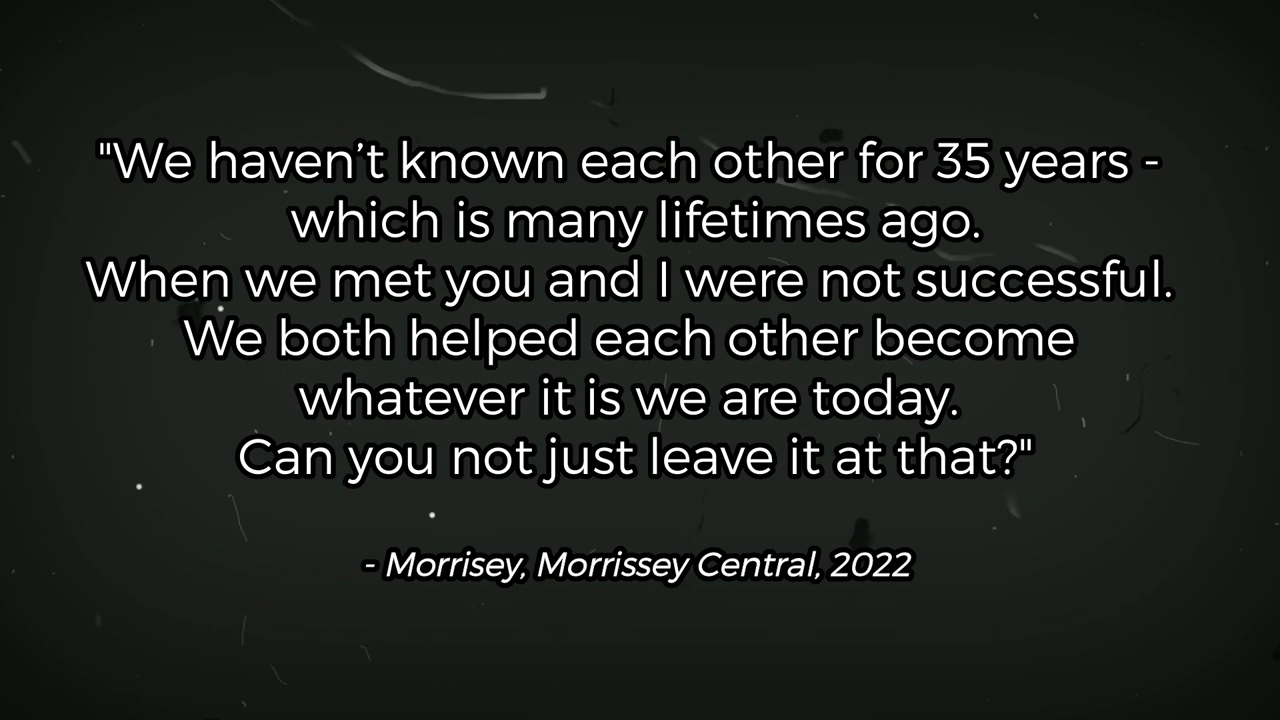 "We haven’t known each other for 35 years -
which is many lifetimes ago.
When we met you and I were not successful.
We both helped each other become
whatever it is we are today.
Can you not just leave it at that?"
- Morrisey, Morrissey Central, 2022